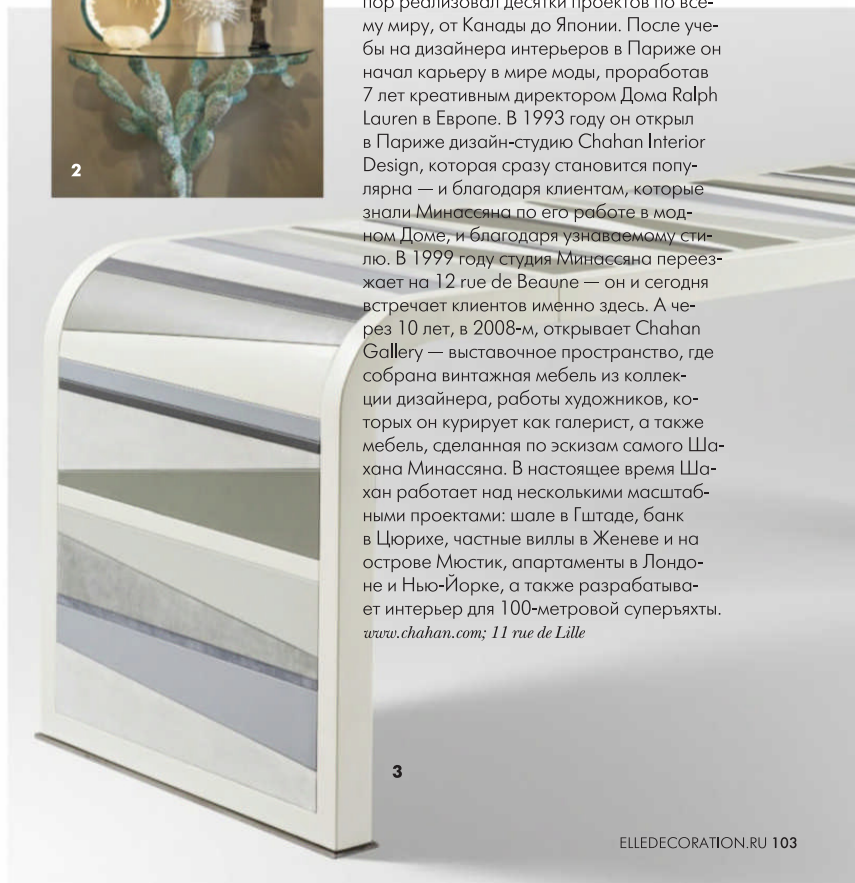 пор реализовал десятки проектов по все-
му миру, от Канады до Японии. После уче-
бы на дизайнера интерьеров в Париже он
начал карьеру в мире моды, проработав
7 лет креативным директором Дома Ralph
Lauren в Европе. В 1993 году он открыл
в Париже дизайн-студию Chahan Interior
Design, которая сразу становится попу-
лярна — и благодаря клиентам, которые
знали Минассяна по его работе в мод-
ном Доме, и благодаря узнаваемому сти-
лю. В 1999 году студия Минассяна переез-
жает на 12 rue de Beaune — он и сегодня
встречает клиентов именно здесь. А че-
рез 10 лет, в 2008-м, открывает Chahan
Gallery — выставочное пространство, где
собрана винтажная мебель из коллек-
ции дизайнера, работы художников, ко-
торых он курирует как галерист, а также
мебель, сделанная по эскизам самого Ша-
хана Минассяна. В настоящее время Ша-
хан работает над несколькими масштаб-
ными проектами: шале в Гштаде, банк
в Цюрихе, частные виллы в Женеве и на
острове Мюстик, апартаменты в Лондо-
не и Нью-Йорке, а также разрабатыва-
ет интерьер для 100-метровой суперъяхты.
www.chahan.com; 11 rue de Lille
2
3
ELLEDECORATION.RU 103